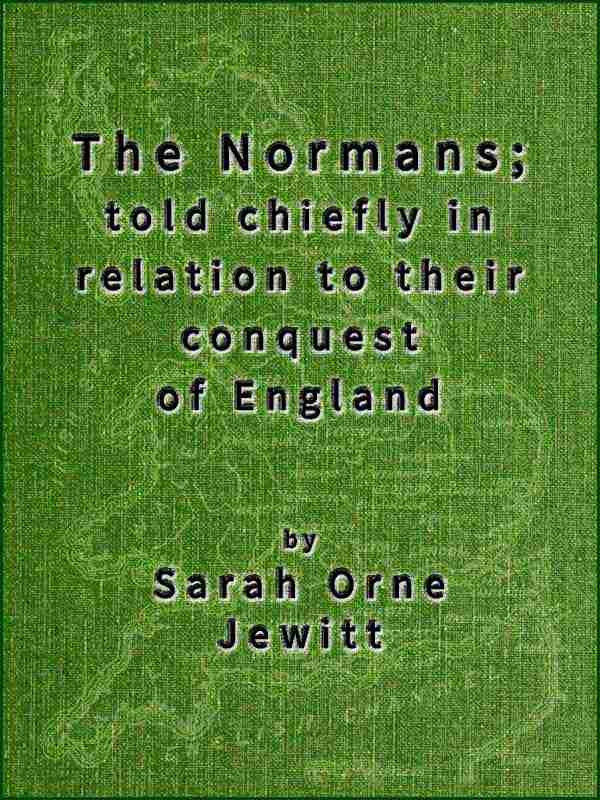 The Normans;
told chiefly in
relation to their
conquest
of England
by
Sarah Orne
Jewitt